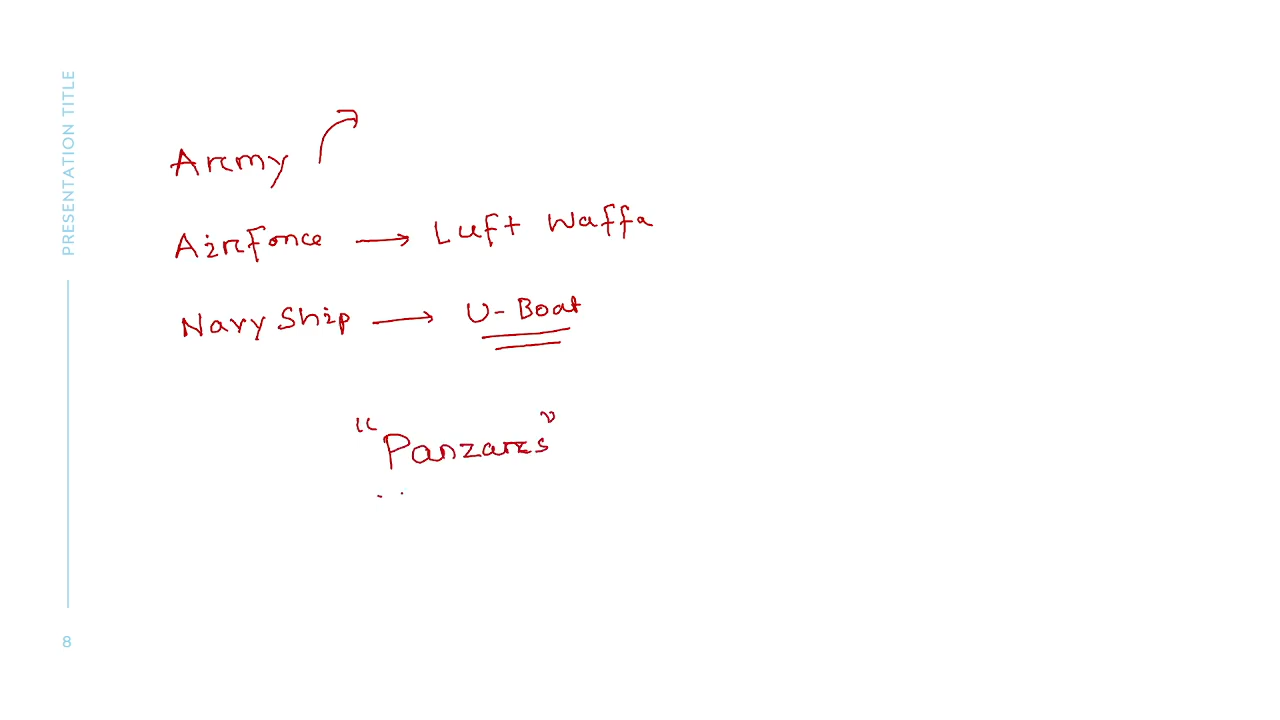 PRESENTATION TITLE
Army
AirForce → Luft Waffa
Navy Ship → U-Boat
"Panzars"
8